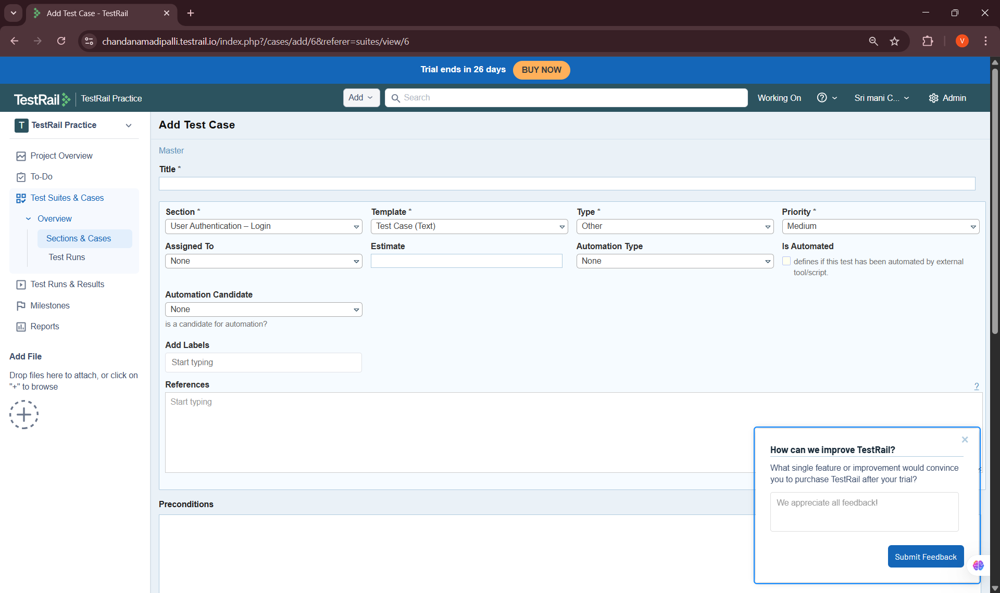 Add Test Case - TestRail
chandanamadipalli.testrail.io/index.php?/cases/add/6&referer=suites/view/6
V
Trial ends in 26 days BUY NOW
TestRail TestRail Practice
Add
Search
Working On
Sri mani C...
Admin
T TestRail Practice
Project Overview
To-Do
Test Suites & Cases
Overview
Sections & Cases
Test Runs
Test Runs & Results
Milestones
Reports
Add File
Drop files here to attach, or click on
"+" to browse
Add Test Case
Master
Title *
Section * Template * Type * Priority *
User Authentication – Login Test Case (Text) Other Medium
Assigned To Estimate Automation Type Is Automated
None None defines if this test has been automated by external
tool/script.
Automation Candidate
None
is a candidate for automation?
Add Labels
Start typing
References ?
Start typing
Preconditions
How can we improve TestRail?
What single feature or improvement would convince
you to purchase TestRail after your trial?
We appreciate all feedback!
Submit Feedback